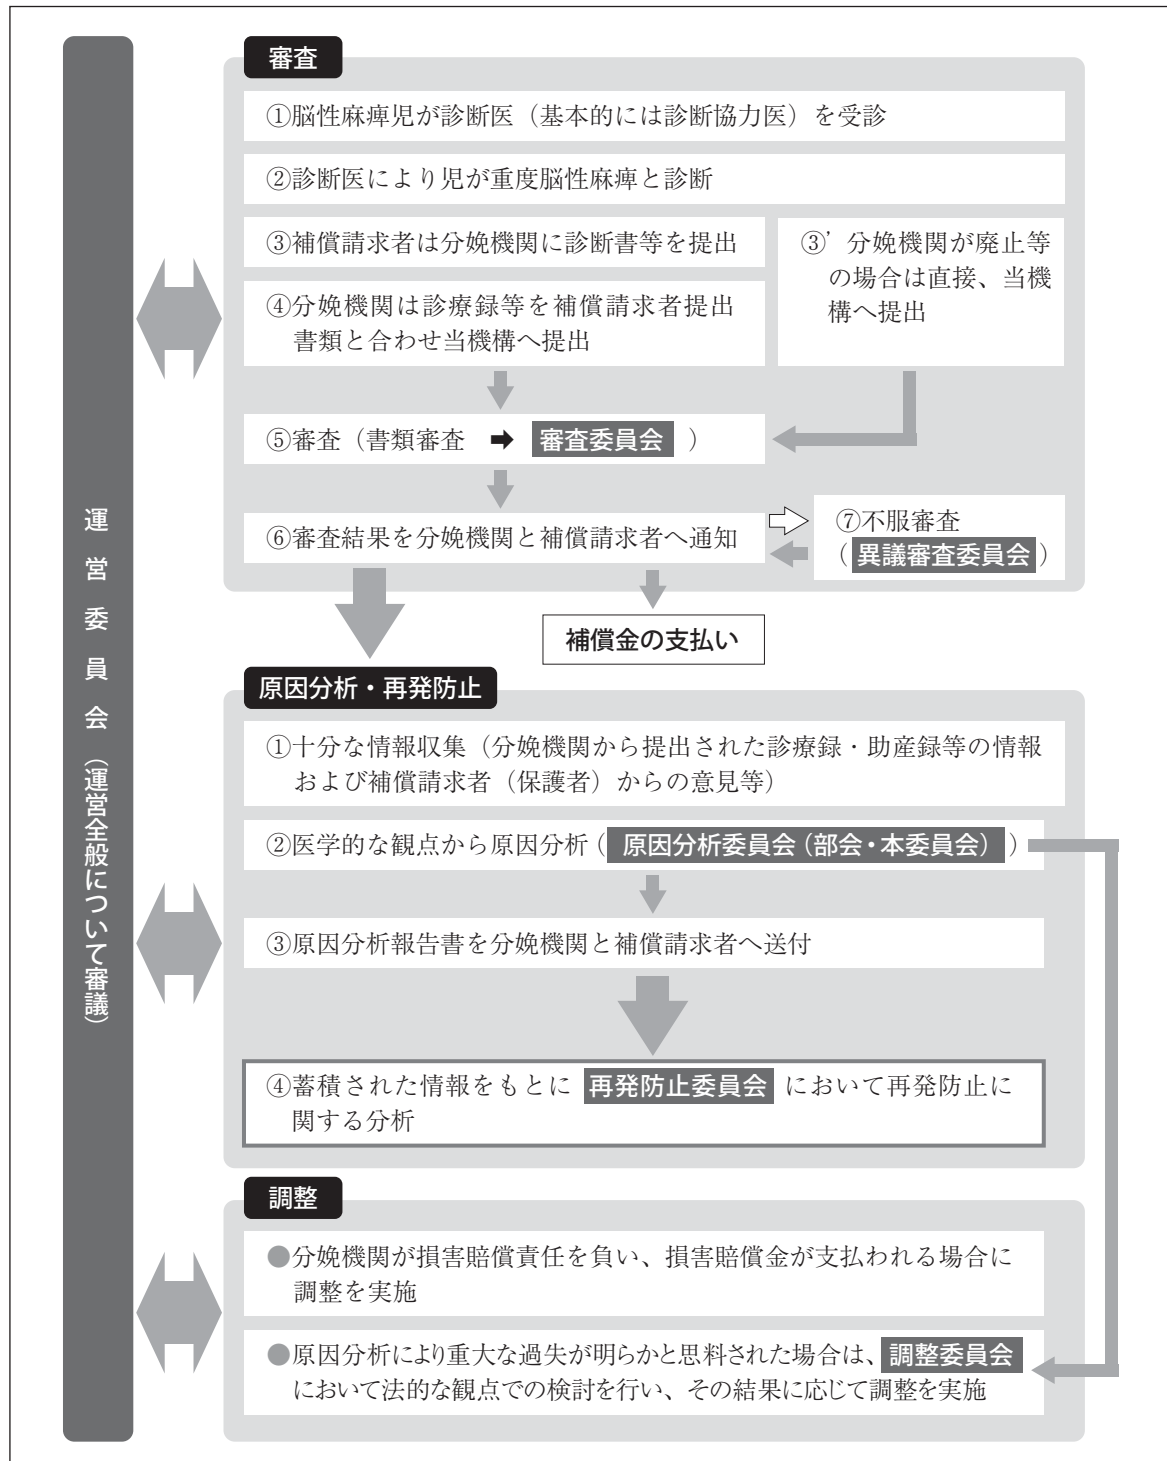 運営委員会（運営全般について審議）
審査
①脳性麻痺児が診断医（基本的には診断協力医）を受診
②診断医により児が重度脳性麻痺と診断
③補償請求者は分娩機関に診断書等を提出
④分娩機関は診療録等を補償請求者提出
書類と合わせ当機構へ提出
③’分娩機関が廃止等
の場合は直接、当機
構へ提出
⑤審査（書類審査 ➡ 審査委員会）
⑥審査結果を分娩機関と補償請求者へ通知
⑦不服審査
（異議審査委員会）
補償金の支払い
原因分析・再発防止
①十分な情報収集（分娩機関から提出された診療録・助産録等の情報
および補償請求者（保護者）からの意見等）
②医学的な観点から原因分析（原因分析委員会（部会・本委員会））
③原因分析報告書を分娩機関と補償請求者へ送付
④蓄積された情報をもとに 再発防止委員会 において再発防止に
関する分析
調整
●分娩機関が損害賠償責任を負い、損害賠償金が支払われる場合に
調整を実施
●原因分析により重大な過失が明らかと思料された場合は、調整委員会
において法的な観点での検討を行い、その結果に応じて調整を実施